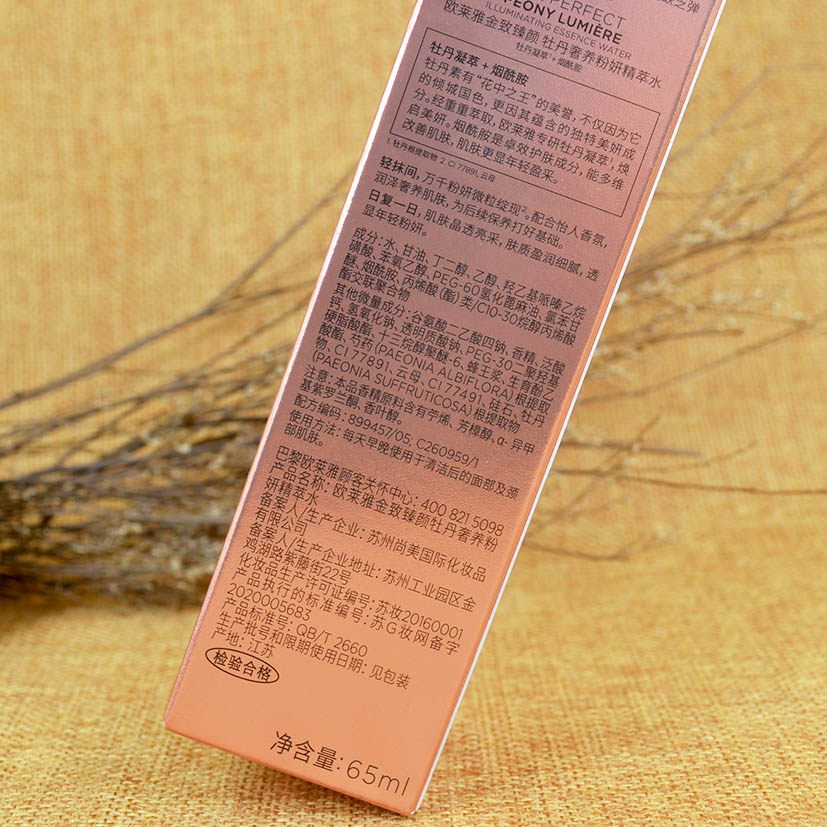 PERFECT
PEONY LUMIÈRE
ILLUMINATING ESSENCE WATER
欧莱雅金致臻颜 牡丹奢养粉妍精萃水
牡丹凝萃¹ + 烟酰胺
牡丹凝萃 + 烟酰胺
牡丹素有“花中之王”的美誉，不仅因为它
的倾城国色，更因其蕴含的独特美妍成
分。经重重萃取，欧莱雅专研牡丹凝萃¹，焕
启美妍。烟酰胺是卓效护肤成分，能多维
改善肌肤，肌肤更显年轻盈采。
1. 牡丹根提取物 2. CI 77891, 云母
轻抹间，万千粉妍微粒绽现²。配合怡人香氛，
润泽奢养肌肤，为后续保养打好基础。
日复一日，肌肤晶透亮采，肤质盈润细腻，透
显年轻粉妍。
成分：水、甘油、丁二醇、乙醇、羟乙基哌嗪乙烷
磺酸、苯氧乙醇、PEG-60氢化蓖麻油、氯苯甘
醚、烟酰胺、丙烯酸（酯）类/C10-30烷醇丙烯酸
酯交联聚合物
其他微量成分：谷氨酸二乙酸四钠、香精、泛酸
钙、氢氧化钠、透明质酸钠、PEG-30二聚羟基
硬脂酸酯、十三烷醇聚醚-6、蜂王浆、生育酚乙
酸酯、芍药（PAEONIA ALBIFLORA）根提取
物、CI 77891、云母、CI 77491、硅石、牡丹
（PAEONIA SUFFRUTICOSA）根提取物
注意：本品香精原料含有苧烯、芳樟醇、α-异甲
基紫罗兰酮、香叶醇。
配方编码：899457/05, C260959/1
使用方法：每天早晚使用于清洁后的面部及颈
部肌肤。
巴黎欧莱雅顾客关怀中心：400 821 5098
产品名称：欧莱雅金致臻颜牡丹奢养粉
妍精萃水
备案人/生产企业：苏州尚美国际化妆品
有限公司
备案人/生产企业地址：苏州工业园区金
鸡湖路紫藤街22号
化妆品生产许可证编号：苏妆20160001
产品执行的标准编号：苏G妆网备字
2020005683
产品标准号：QB/T 2660
生产批号和限期使用日期：见包装
产地：江苏
检验合格
净含量：65ml